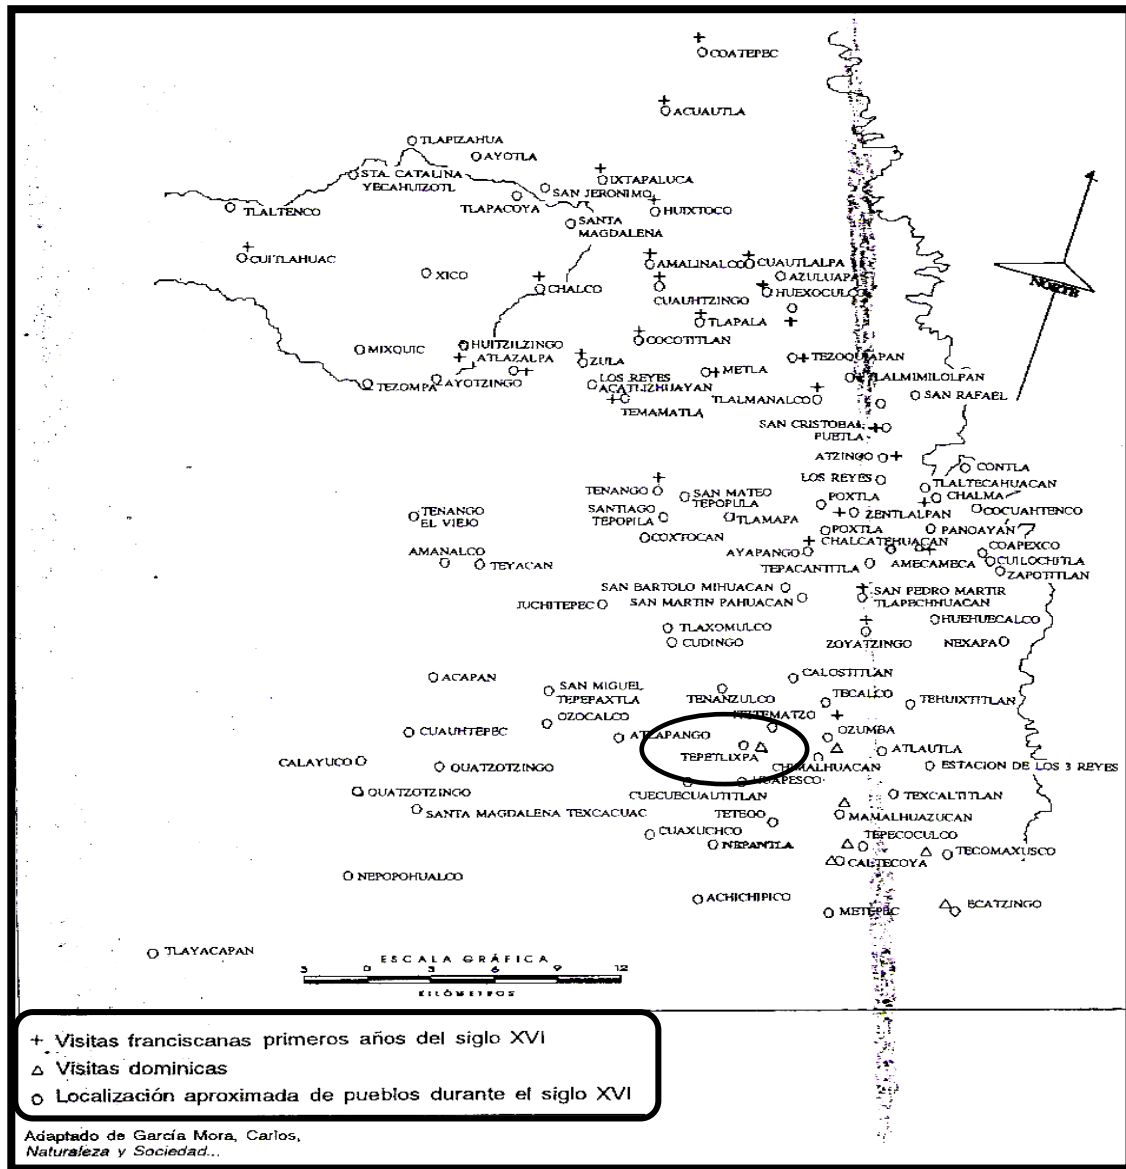 COATEPEC
ACUAUTLA
TLAPIZAHUA
AYOTLA
STA. CATALINA
YECAHUIZOTL
IXTAPALUCA
SAN JERONIMO
TLAPACOYA
HUIXTOCO
TLALTENCO
SANTA
MAGDALENA
CUITLAHUAC
XICO
CHALCO
AMALINALCO
CUAUTLALPA
AZULUAPA
CUAUHTZINGO
HUEXOCULCO
TLAPALA
COCOTITLAN
MIXQUIC
HUITZILZINGO
ATLAZALPA
ZULA
TEZOQUIAPAN
TEZOMPA
AYOTZINGO
LOS REYES
ACATLIZHUAYAN
METLA
TLALMIMILOLPAN
TEMAMATLA
TLALMANALCO
SAN RAFAEL
NORTE
SAN CRISTOBAL
PUETLA
ATZINGO
CONTLA
LOS REYES
TLALTECAHUACAN
TENANGO
SAN MATEO
TEPOPULA
POXTLA
CHALMA
TENANGO
EL VIEJO
SANTIAGO
TEPOPILA
TLAMAPA
ZENTLALPAN
COCUAHTENCO
COXTOCAN
POXTLA
PANOAYAN
AMANALCO
TEYACAN
AYAPANGO
CHALCATEHUACAN
COAPEXCO
TEPACANTITLA
AMECAMECA
CUILOCHITLA
ZAPOTITLAN
SAN BARTOLO MIHUACAN
SAN PEDRO MARTIR
JUCHITEPEC
SAN MARTIN PAHUACAN
TLAPECHHUACAN
TLAXOMULCO
HUEHUECALCO
CUDINGO
ZOYATZINGO
NEXAPA
ACAPAN
CALOSTITLAN
SAN MIGUEL
TEPEPAXTLA
TENANZULCO
TECALCO
TEHUIXTITLAN
OZOCALCO
CUAUHTEPEC
ATLAPANGO
OZUMBA
TEPETLIXPA
ATLAUTLA
CALAYUCO
QUATZOTZINGO
CHIMALHUACAN
ESTACION DE LOS 3 REYES
HUAPESCO
QUATZOTZINGO
CUECUECUAUTITLAN
TEXCALTITLAN
SANTA MAGDALENA TEXCACUAC
TETEGO
MAMALHUAZUCAN
CUAXUCHCO
NEPANTLA
TEPECOCULCO
TECOMAXUSCO
CALTECOYA
NEPOPOHUALCO
ACHICHIPICO
METEPEC
ECATZINGO
TLAYACAPAN
ESCALA GRÁFICA
3 0 3 6 9 12
KILÓMETROS
+ Visitas franciscanas primeros años del siglo XVI
△ Visitas dominicas
○ Localización aproximada de pueblos durante el siglo XVI
Adaptado de García Mora, Carlos,
Naturaleza y Sociedad...